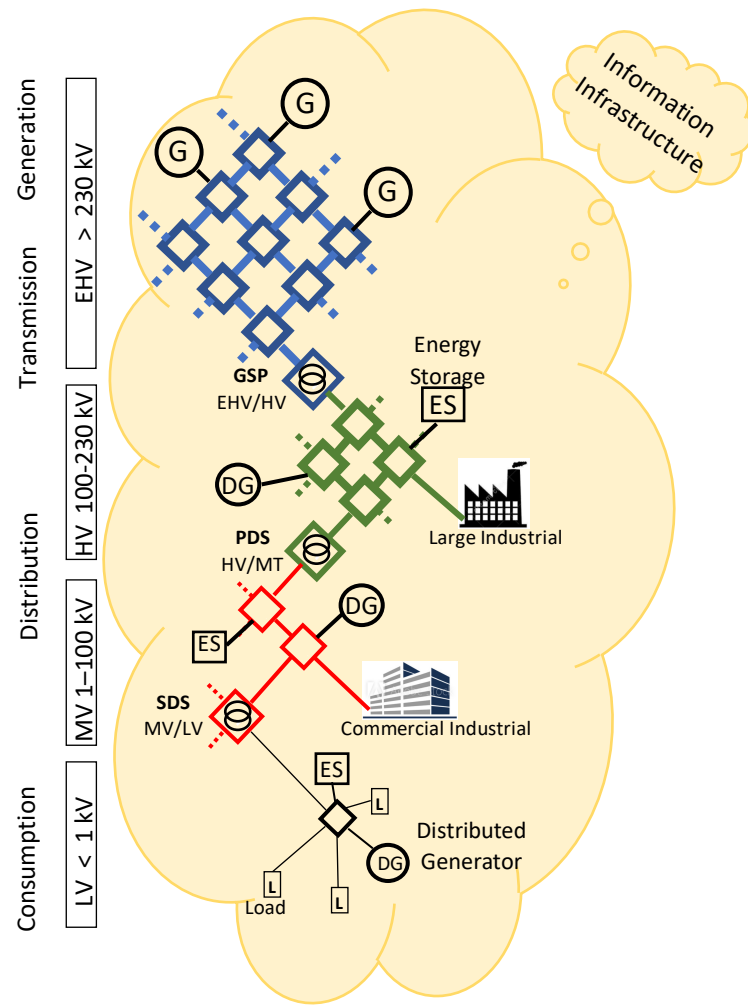 Information
Infrastructure
Generation
Transmission
Distribution
Consumption
EHV > 230 kV
HV 100-230 kV
MV 1–100 kV
LV < 1 kV
G
G
G
GSP
EHV/HV
Energy
Storage
ES
DG
Large Industrial
PDS
HV/MT
DG
ES
SDS
MV/LV
Commercial Industrial
ES
L
Distributed
Generator
DG
L
Load
L